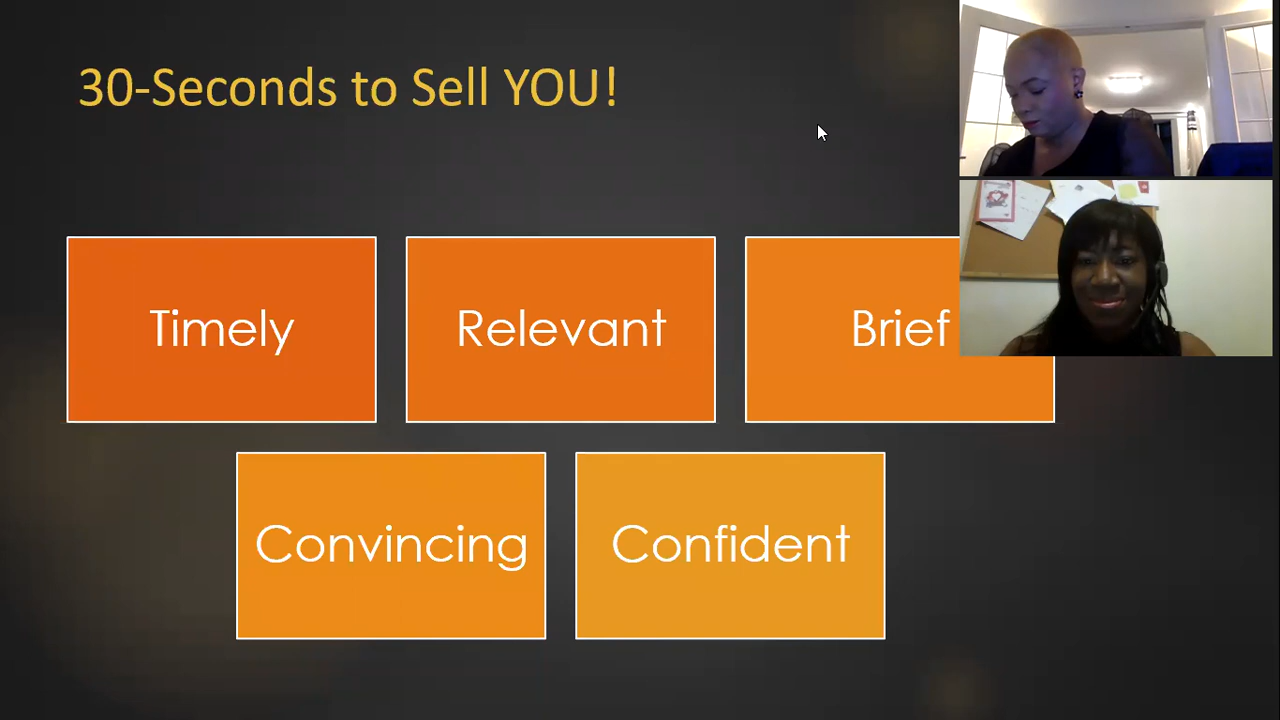 30-Seconds to Sell YOU!
Timely
Relevant
Brief
Convincing
Confident